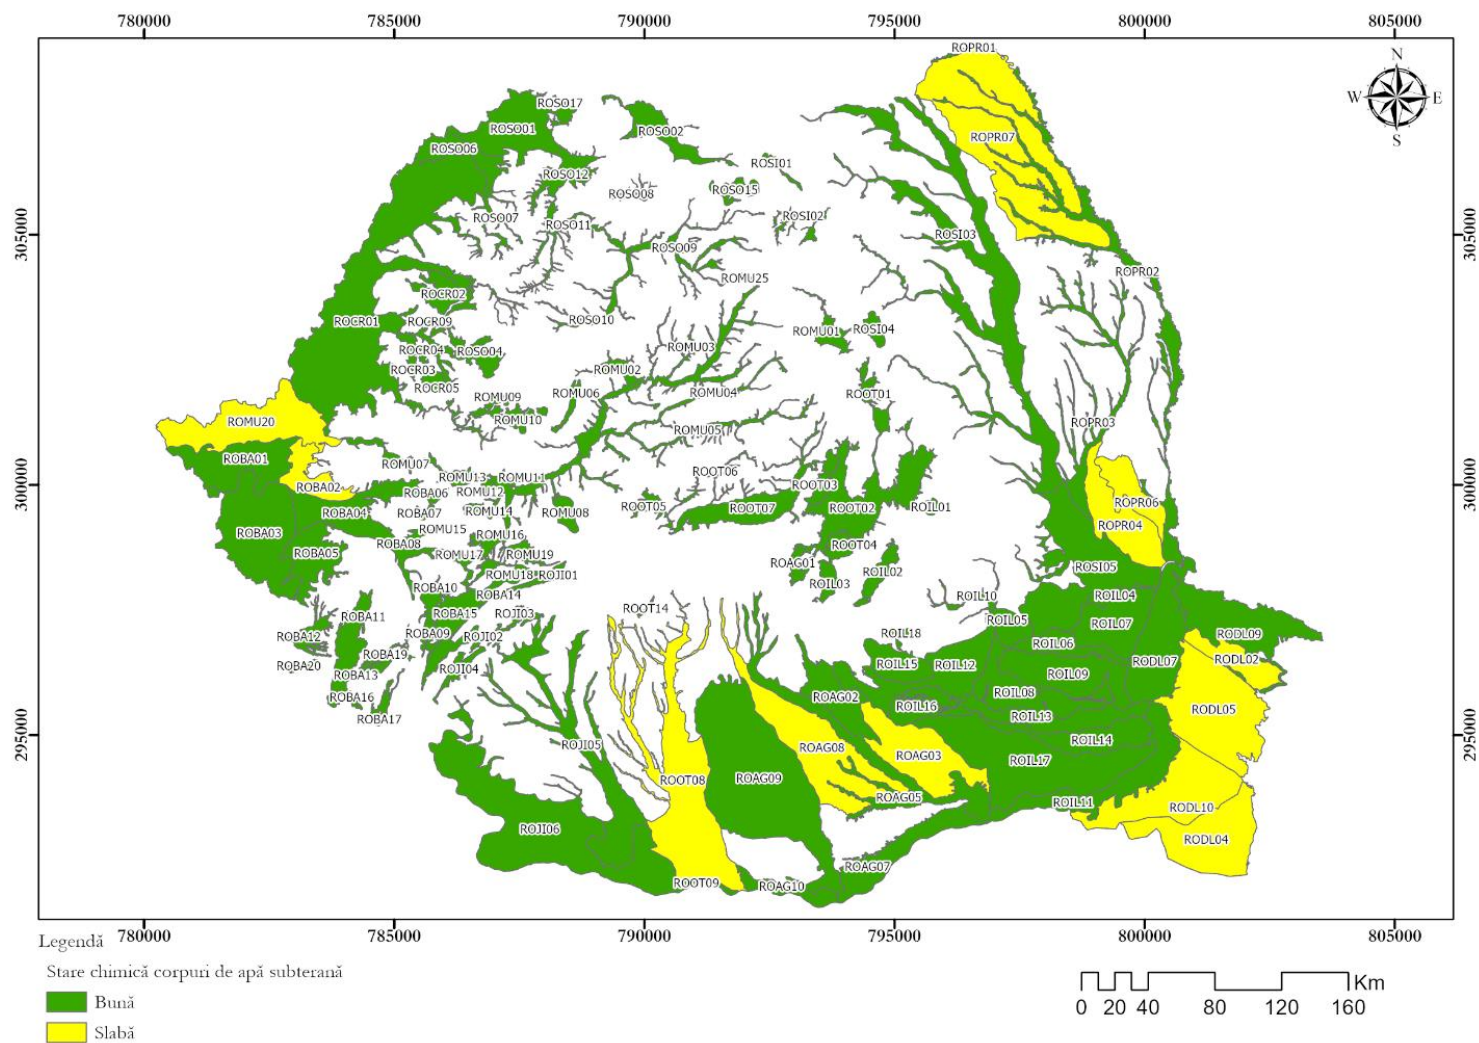 780000 785000 790000 795000 800000 805000
ROPR01
N
W E
S
ROSO17
ROSO01
ROSO02
ROPR07
ROSO06
ROSI01
ROSO12
ROSO15
ROSO08
ROSO07
ROSI02
ROSO11
305000
ROSI03
305000
ROSO09
ROPR02
ROMU25
ROCR02
ROCR01
ROCR09
ROSO10
ROMU01
ROSI04
ROCR04
ROSO04
ROMU03
ROCR03
ROMU02
ROCR05
ROMU06
ROMU04
ROOT01
ROMU09
ROMU20
ROMU10
ROPR03
ROMU05
ROBA01
ROMU07
ROOT06
ROMU13
ROMU11
ROOT03
300000
ROBA02
300000
ROBA06
ROMU12
ROPR06
ROOT05
ROOT07
ROOT02
ROIL01
ROBA04
ROBA07
ROMU14
ROMU08
ROPR04
ROBA03
ROMU15
ROMU16
ROBA08
ROOT04
ROBA05
ROMU17
ROMU19
ROAG01
ROIL02
ROSI05
ROMU18
ROJI01
ROIL03
ROBA10
ROBA14
ROIL10
ROIL04
ROOT14
ROBA11
ROBA15
ROJI03
ROIL05
ROIL07
ROBA12
ROBA09
ROJI02
ROIL18
ROIL06
RODL09
ROBA19
ROBA20
ROJI04
ROIL15
ROIL12
ROIL09
RODL07
RODL02
ROBA13
ROBA16
ROAG02
ROIL08
ROBA17
ROIL16
ROIL13
RODL05
295000
ROJI05
ROAG08
ROAG03
ROIL14
295000
ROIL17
ROOT08
ROAG09
ROAG05
ROIL11
RODL10
ROJI06
RODL04
ROAG07
ROOT09
ROAG10
780000 785000 790000 795000 800000 805000
Legendă
Stare chimică corpuri de apă subterană
Bună
Slabă
Km
0 20 40 80 120 160